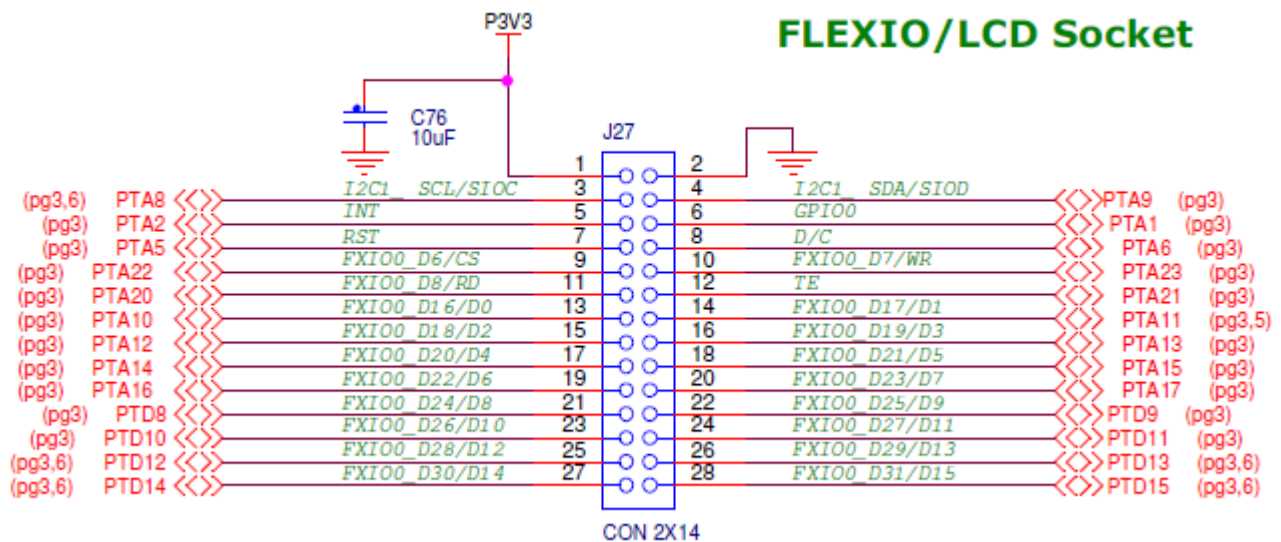 P3V3
FLEXIO/LCD Socket
C76
10uF
J27
1 2
(pg3,6) PTA8 I2C1_ SCL/SIOC 3 4 I2C1_ SDA/SIOD PTA9 (pg3)
(pg3) PTA2 INT 5 6 GPIO0 PTA1 (pg3)
(pg3) PTA5 RST 7 8 D/C PTA6 (pg3)
(pg3) PTA22 FXIO0_D6/CS 9 10 FXIO0_D7/WR PTA23 (pg3)
(pg3) PTA20 FXIO0_D8/RD 11 12 TE PTA21 (pg3)
(pg3) PTA10 FXIO0_D16/D0 13 14 FXIO0_D17/D1 PTA11 (pg3,5)
(pg3) PTA12 FXIO0_D18/D2 15 16 FXIO0_D19/D3 PTA13 (pg3)
(pg3) PTA14 FXIO0_D20/D4 17 18 FXIO0_D21/D5 PTA15 (pg3)
(pg3) PTA16 FXIO0_D22/D6 19 20 FXIO0_D23/D7 PTA17 (pg3)
(pg3) PTD8 FXIO0_D24/D8 21 22 FXIO0_D25/D9 PTD9 (pg3)
(pg3) PTD10 FXIO0_D26/D10 23 24 FXIO0_D27/D11 PTD11 (pg3)
(pg3,6) PTD12 FXIO0_D28/D12 25 26 FXIO0_D29/D13 PTD13 (pg3,6)
(pg3,6) PTD14 FXIO0_D30/D14 27 28 FXIO0_D31/D15 PTD15 (pg3,6)
CON 2X14